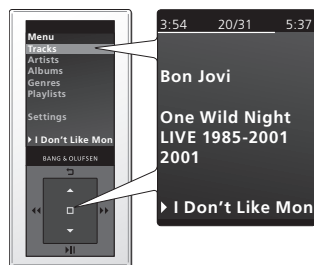 Menu
Tracks
Artists
Albums
Genres
Playlists
Settings
I Don't Like Mon
BANG & OLUFSEN
3:54 20/31 5:37
Bon Jovi
One Wild Night
LIVE 1985-2001
2001
I Don't Like Mon